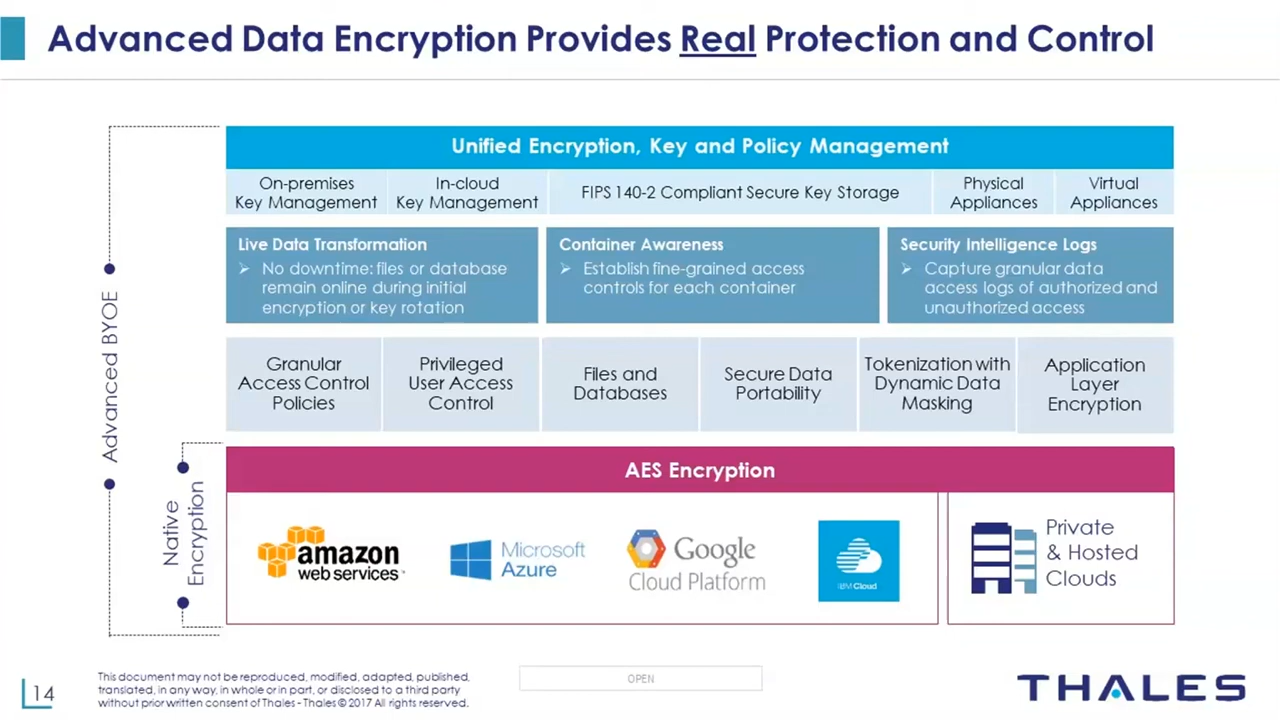 Advanced Data Encryption Provides Real Protection and Control
Unified Encryption, Key and Policy Management
On-premises
Key Management
In-cloud
Key Management
FIPS 140-2 Compliant Secure Key Storage
Physical
Appliances
Virtual
Appliances
Live Data Transformation
No downtime: files or database
remain online during initial
encryption or key rotation
Container Awareness
Establish fine-grained access
controls for each container
Security Intelligence Logs
Capture granular data
access logs of authorized and
unauthorized access
Advanced BYOE
Granular
Access Control
Policies
Privileged
User Access
Control
Files and
Databases
Secure Data
Portability
Tokenization with
Dynamic Data
Masking
Application
Layer
Encryption
Native
Encryption
AES Encryption
amazon
web services
Microsoft
Azure
Google
Cloud Platform
IBM Cloud
Private
& Hosted
Clouds
14
This document may not be reproduced, modified, adapted, published,
translated, in any way, in whole or in part, or disclosed to a third party
without prior written consent of Thales - Thales © 2017 All rights reserved.
OPEN
THALES